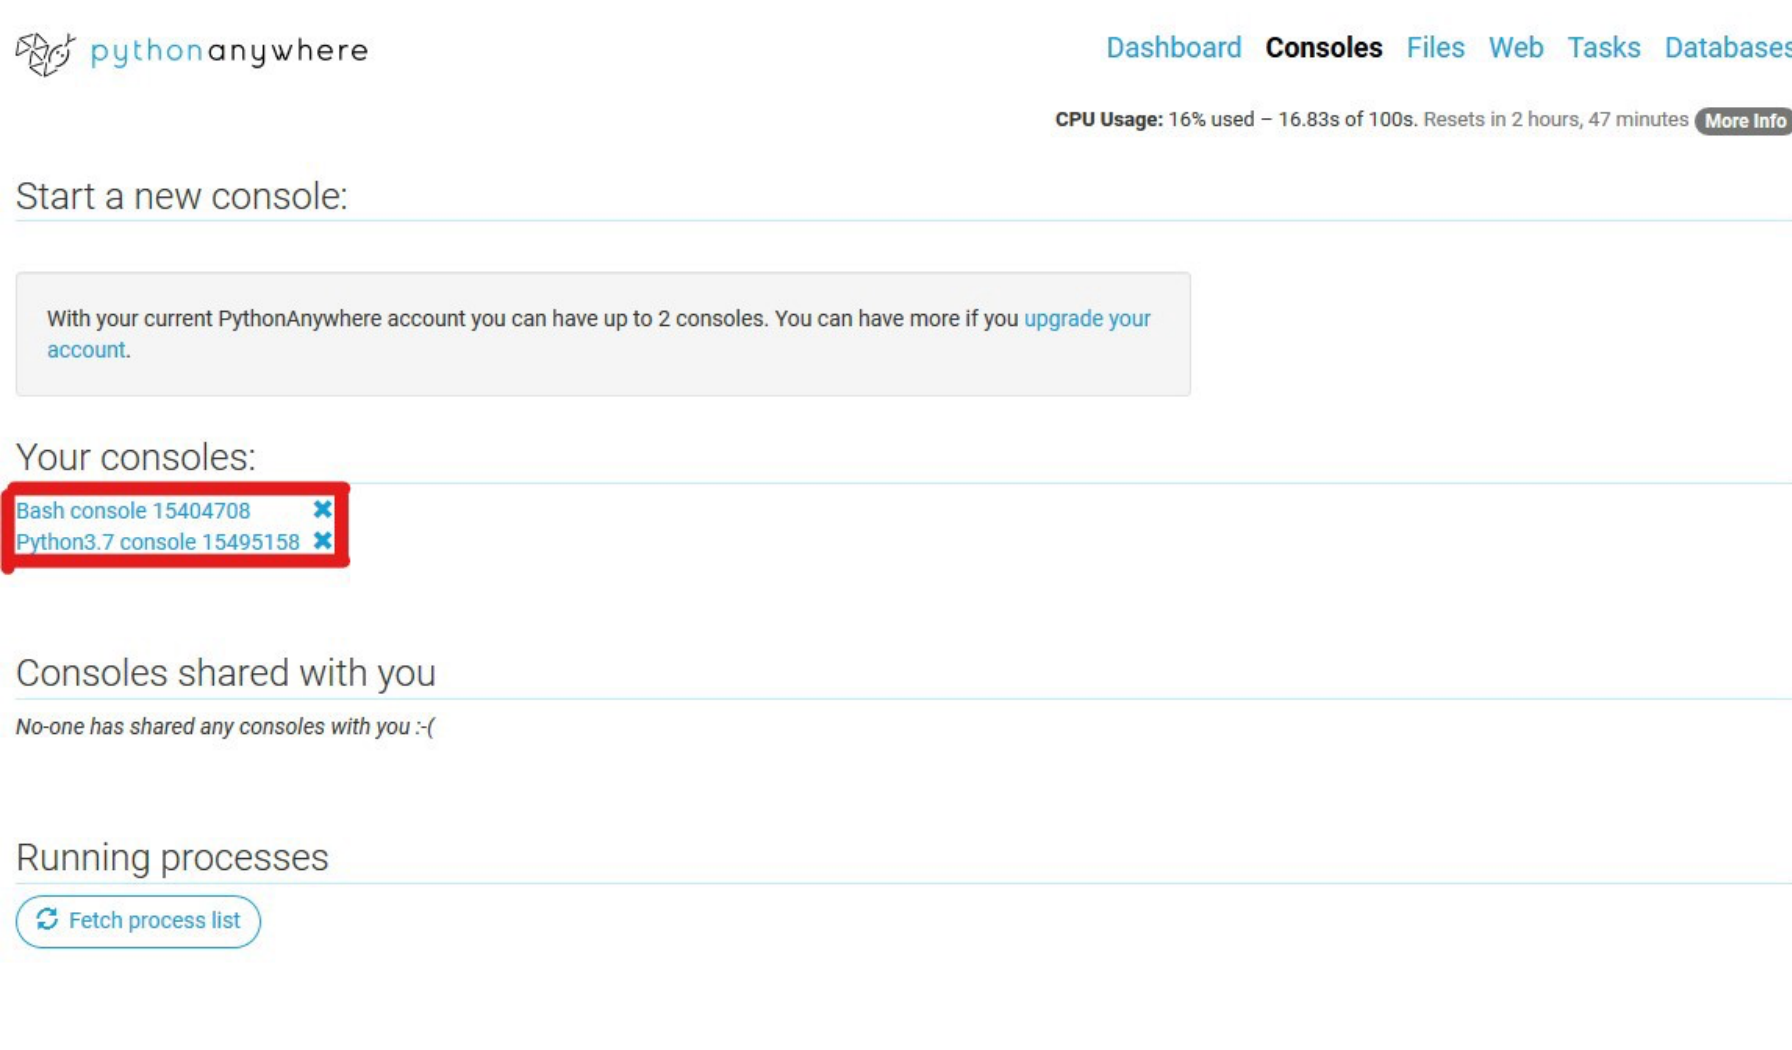 pythonanywhere
Dashboard Consoles Files Web Tasks Databases
CPU Usage: 16% used – 16.83s of 100s. Resets in 2 hours, 47 minutes More Info
Start a new console:
With your current PythonAnywhere account you can have up to 2 consoles. You can have more if you upgrade your
account.
Your consoles:
Bash console 15404708
Python3.7 console 15495158
Consoles shared with you
No-one has shared any consoles with you :-(
Running processes
Fetch process list